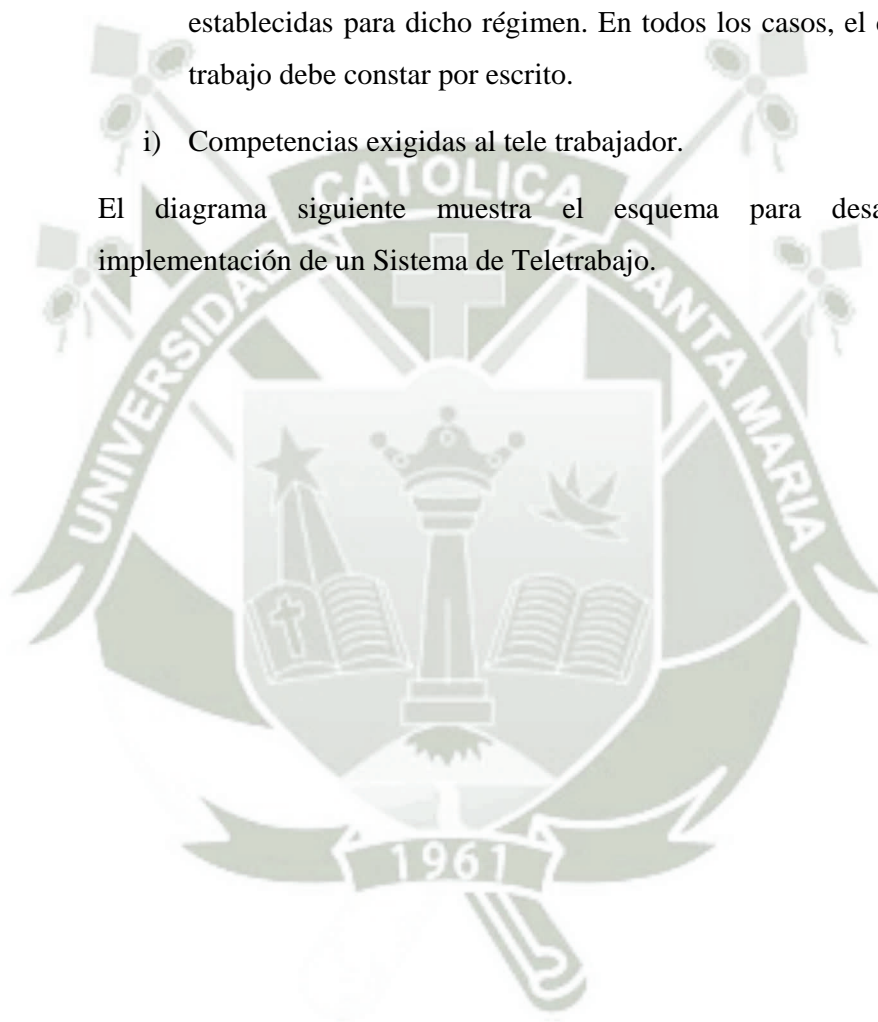 establecidas para dicho régimen. En todos los casos, el
trabajo debe constar por escrito.
i) Competencias exigidas al tele trabajador.
El diagrama siguiente muestra el esquema para
implementación de un Sistema de Teletrabajo.
UNIVERSIDAD CATOLICA SANTA MARIA
1961